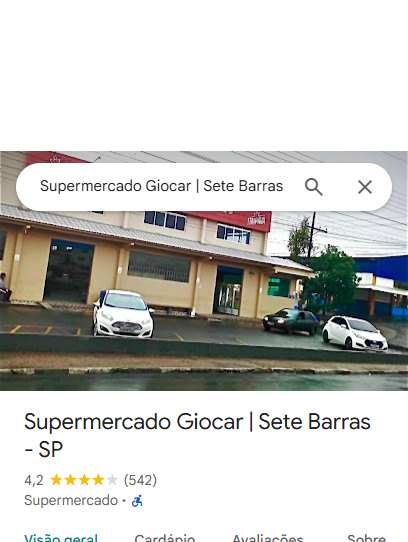 Supermercado Giocar | Sete Barras
Supermercado Giocar | Sete Barras
- SP
4,2 (542)
Supermercado ·
Visão geral Cardápio Avaliações Sobre